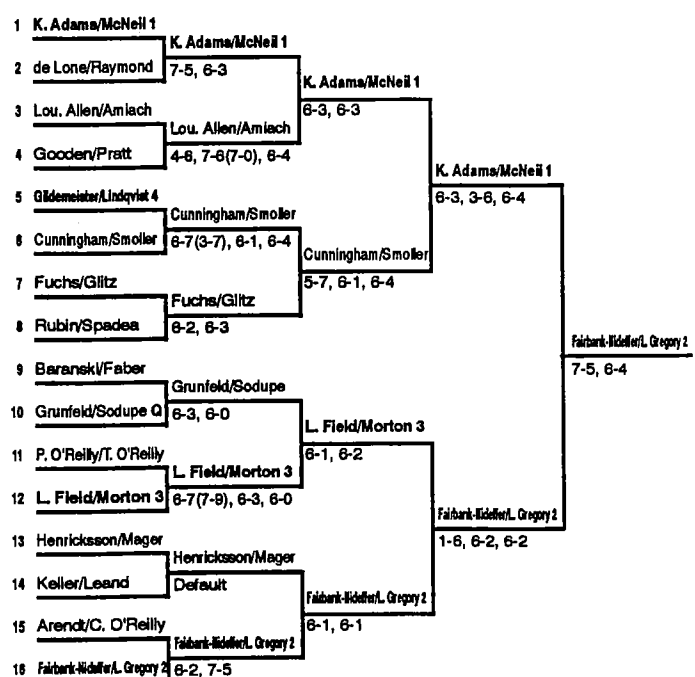 1 K. Adams/McNeil 1
2 de Lone/Raymond
3 Lou. Allen/Amiach
4 Gooden/Pratt
5 Gildemeister/Lindqvist 4
6 Cunningham/Smoller
7 Fuchs/Glitz
8 Rubin/Spadea
9 Baranski/Faber
10 Grunfeld/Sodupe Q
11 P. O'Reilly/T. O'Reilly
12 L. Field/Morton 3
13 Henricksson/Mager
14 Keller/Leand
15 Arendt/C. O'Reilly
16 Fairbank-Nideffer/L. Gregory 2
K. Adams/McNeil 1
7-5, 6-3
Lou. Allen/Amiach
4-6, 7-6(7-0), 6-4
Cunningham/Smoller
6-7(3-7), 6-1, 6-4
Fuchs/Glitz
6-2, 6-3
Grunfeld/Sodupe
6-3, 6-0
L. Field/Morton 3
6-7(7-9), 6-3, 6-0
Henricksson/Mager
Default
Fairbank-Nideffer/L. Gregory 2
6-2, 7-5
K. Adams/McNeil 1
6-3, 6-3
Cunningham/Smoller
5-7, 6-1, 6-4
L. Field/Morton 3
6-1, 6-2
Fairbank-Nideffer/L. Gregory 2
6-1, 6-1
K. Adams/McNeil 1
6-3, 3-6, 6-4
Fairbank-Nideffer/L. Gregory 2
1-6, 6-2, 6-2
Fairbank-Nideffer/L. Gregory 2
7-5, 6-4